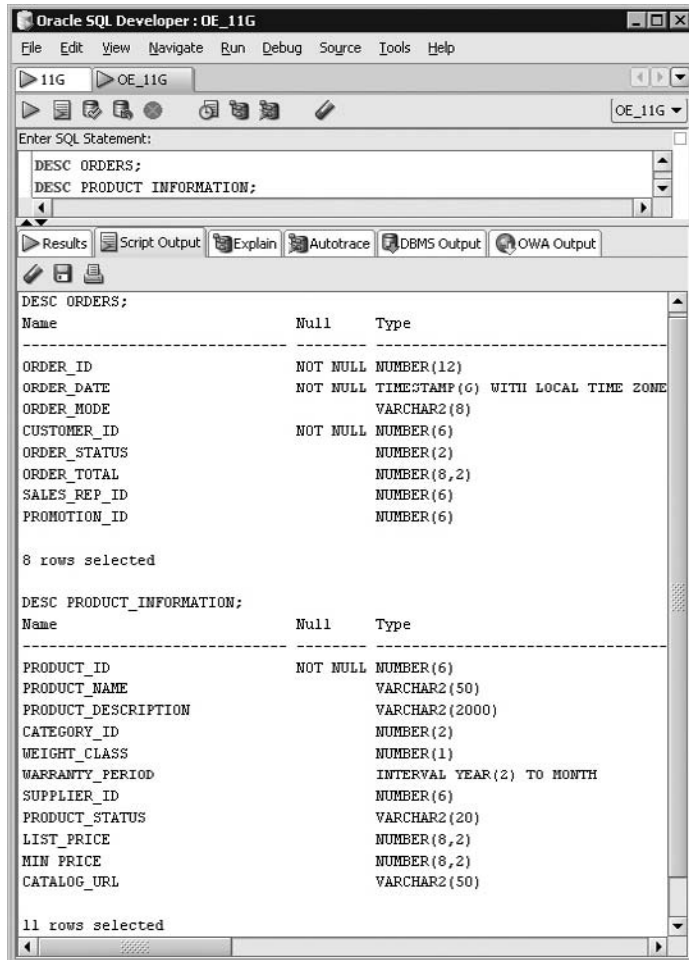 Oracle SQL Developer : OE_11G
File Edit View Navigate Run Debug Source Tools Help
11G OE_11G
OE_11G
Enter SQL Statement:
DESC ORDERS;
DESC PRODUCT_INFORMATION;
Results Script Output Explain Autotrace DBMS Output OWA Output
DESC ORDERS;
Name Null Type
------------------------------ -------- ----------------------------
ORDER_ID NOT NULL NUMBER(12)
ORDER_DATE NOT NULL TIMESTAMP(6) WITH LOCAL TIME ZONE
ORDER_MODE VARCHAR2(8)
CUSTOMER_ID NOT NULL NUMBER(6)
ORDER_STATUS NUMBER(2)
ORDER_TOTAL NUMBER(8,2)
SALES_REP_ID NUMBER(6)
PROMOTION_ID NUMBER(6)
8 rows selected
DESC PRODUCT_INFORMATION;
Name Null Type
------------------------------ -------- ----------------------------
PRODUCT_ID NOT NULL NUMBER(6)
PRODUCT_NAME VARCHAR2(50)
PRODUCT_DESCRIPTION VARCHAR2(2000)
CATEGORY_ID NUMBER(2)
WEIGHT_CLASS NUMBER(1)
WARRANTY_PERIOD INTERVAL YEAR(2) TO MONTH
SUPPLIER_ID NUMBER(6)
PRODUCT_STATUS VARCHAR2(20)
LIST_PRICE NUMBER(8,2)
MIN_PRICE NUMBER(8,2)
CATALOG_URL VARCHAR2(50)
11 rows selected